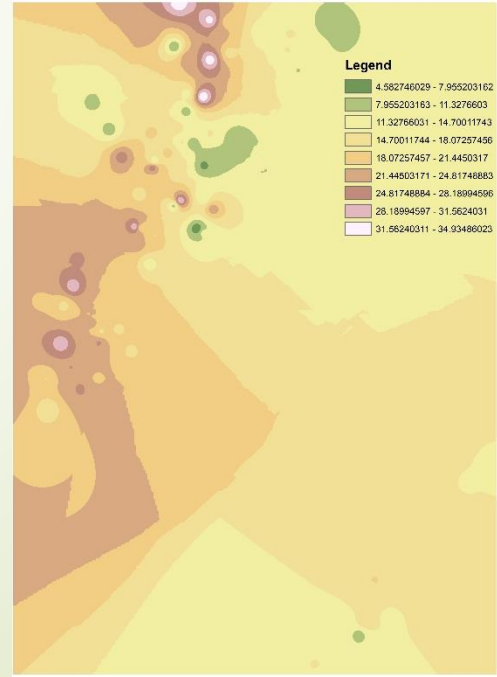 Legend
4.582746029 - 7.955203162
7.955203163 - 11.3276603
11.32766031 - 14.70011743
14.70011744 - 18.07257456
18.07257457 - 21.4450317
21.44503171 - 24.81748883
24.81748884 - 28.18994596
28.18994597 - 31.5624031
31.56240311 - 34.93486023